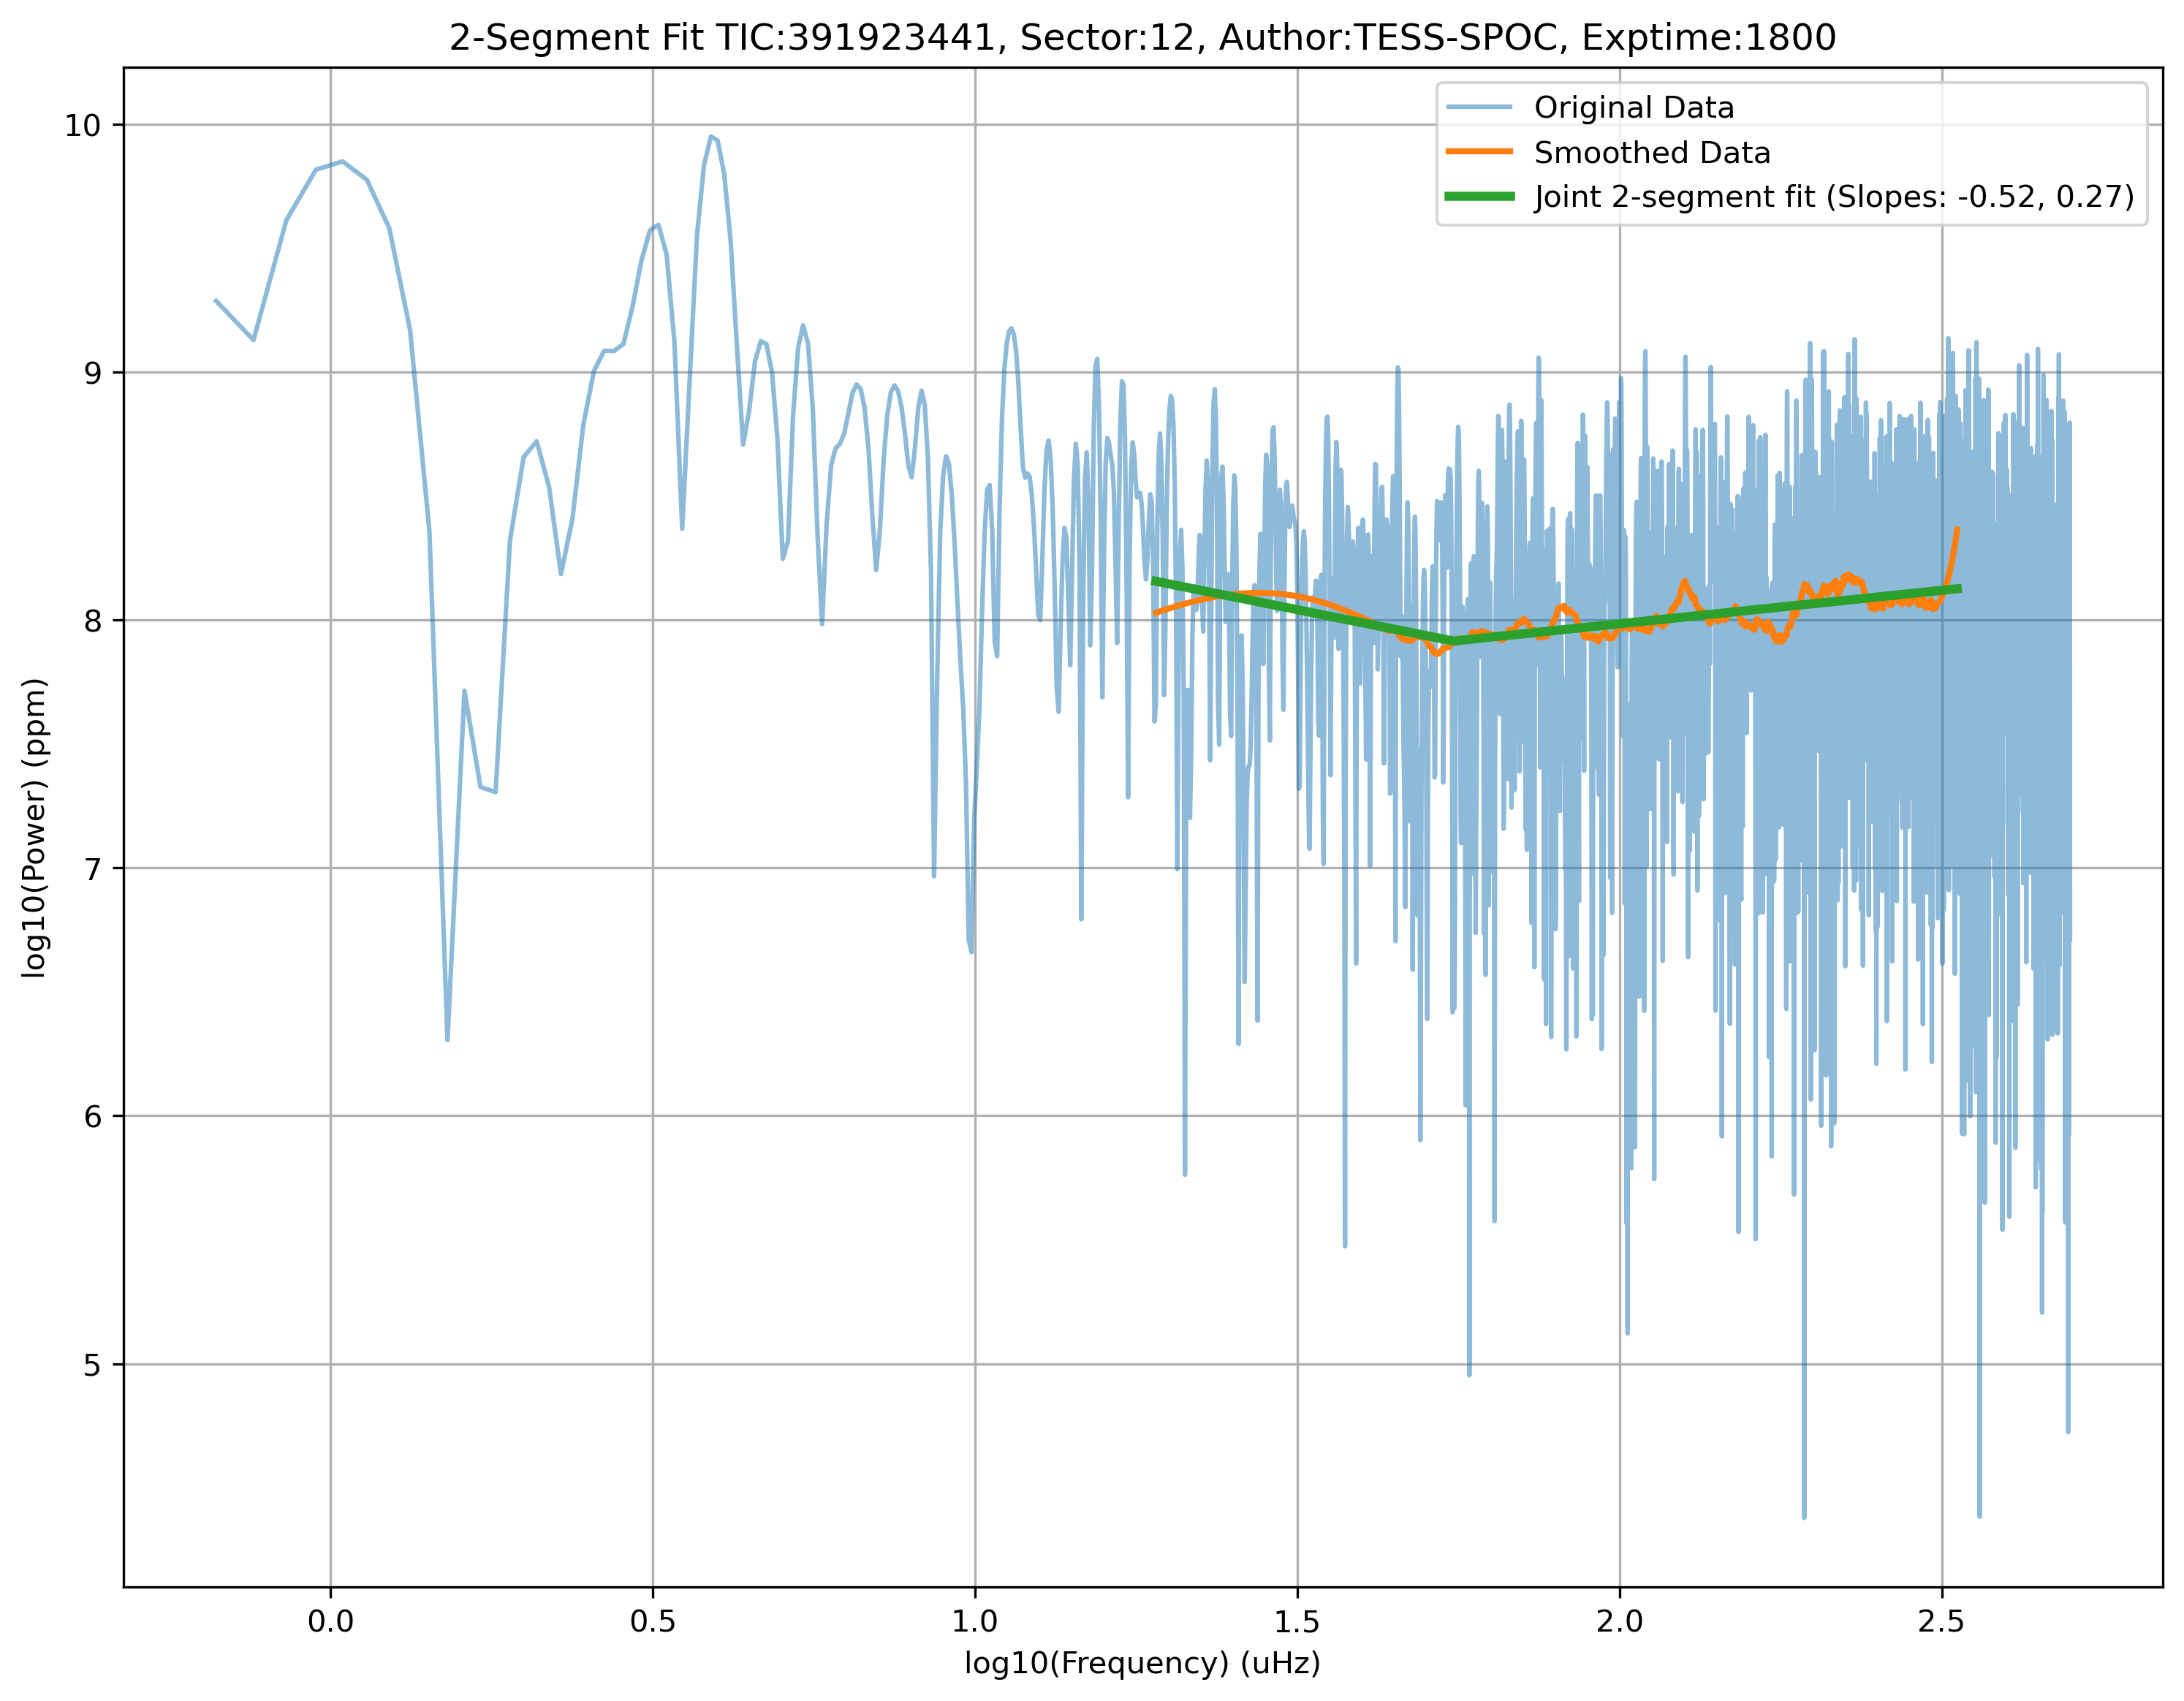 2-Segment Fit TIC:391923441, Sector:12, Author:TESS-SPOC, Exptime:1800
Original Data
Smoothed Data
Joint 2-segment fit (Slopes: -0.52, 0.27)
log10(Power) (ppm)
10
9
8
7
6
5
0.0 0.5 1.0 1.5 2.0 2.5
log10(Frequency) (uHz)